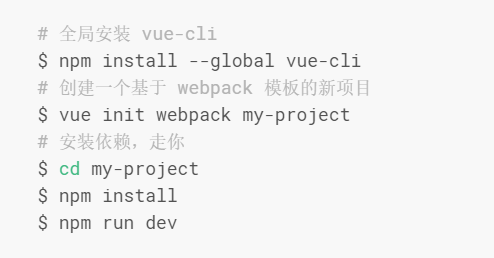 # 全局安装 vue-cli
$ npm install --global vue-cli
# 创建一个基于 webpack 模板的新项目
$ vue init webpack my-project
# 安装依赖，走你
$ cd my-project
$ npm install
$ npm run dev